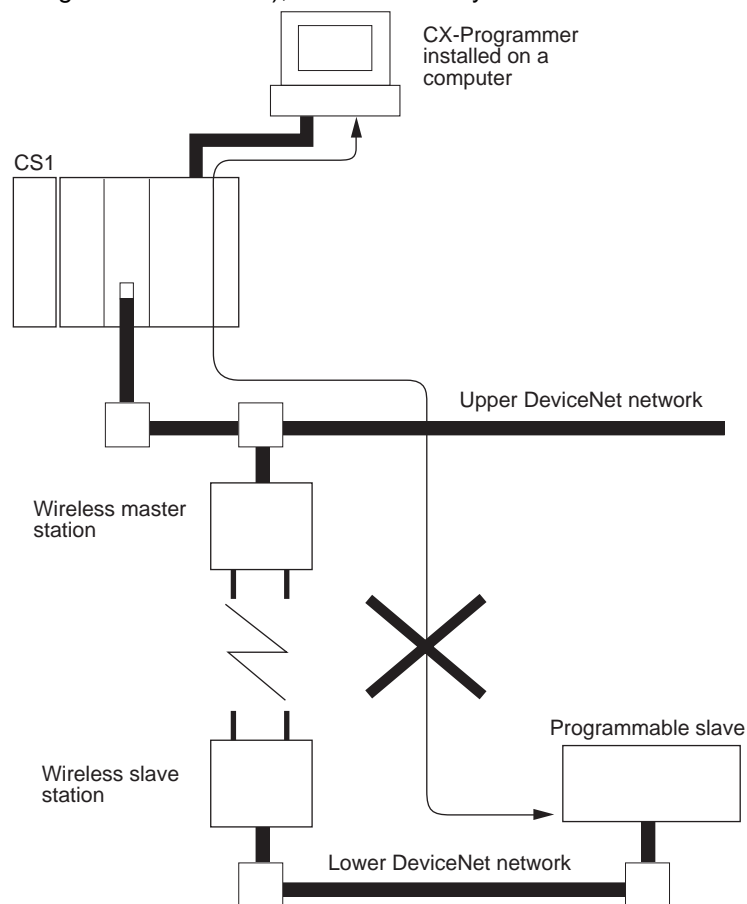 CX-Programmer
installed on a
computer
CS1
Upper DeviceNet network
Wireless master
station
Programmable slave
Wireless slave
station
Lower DeviceNet network